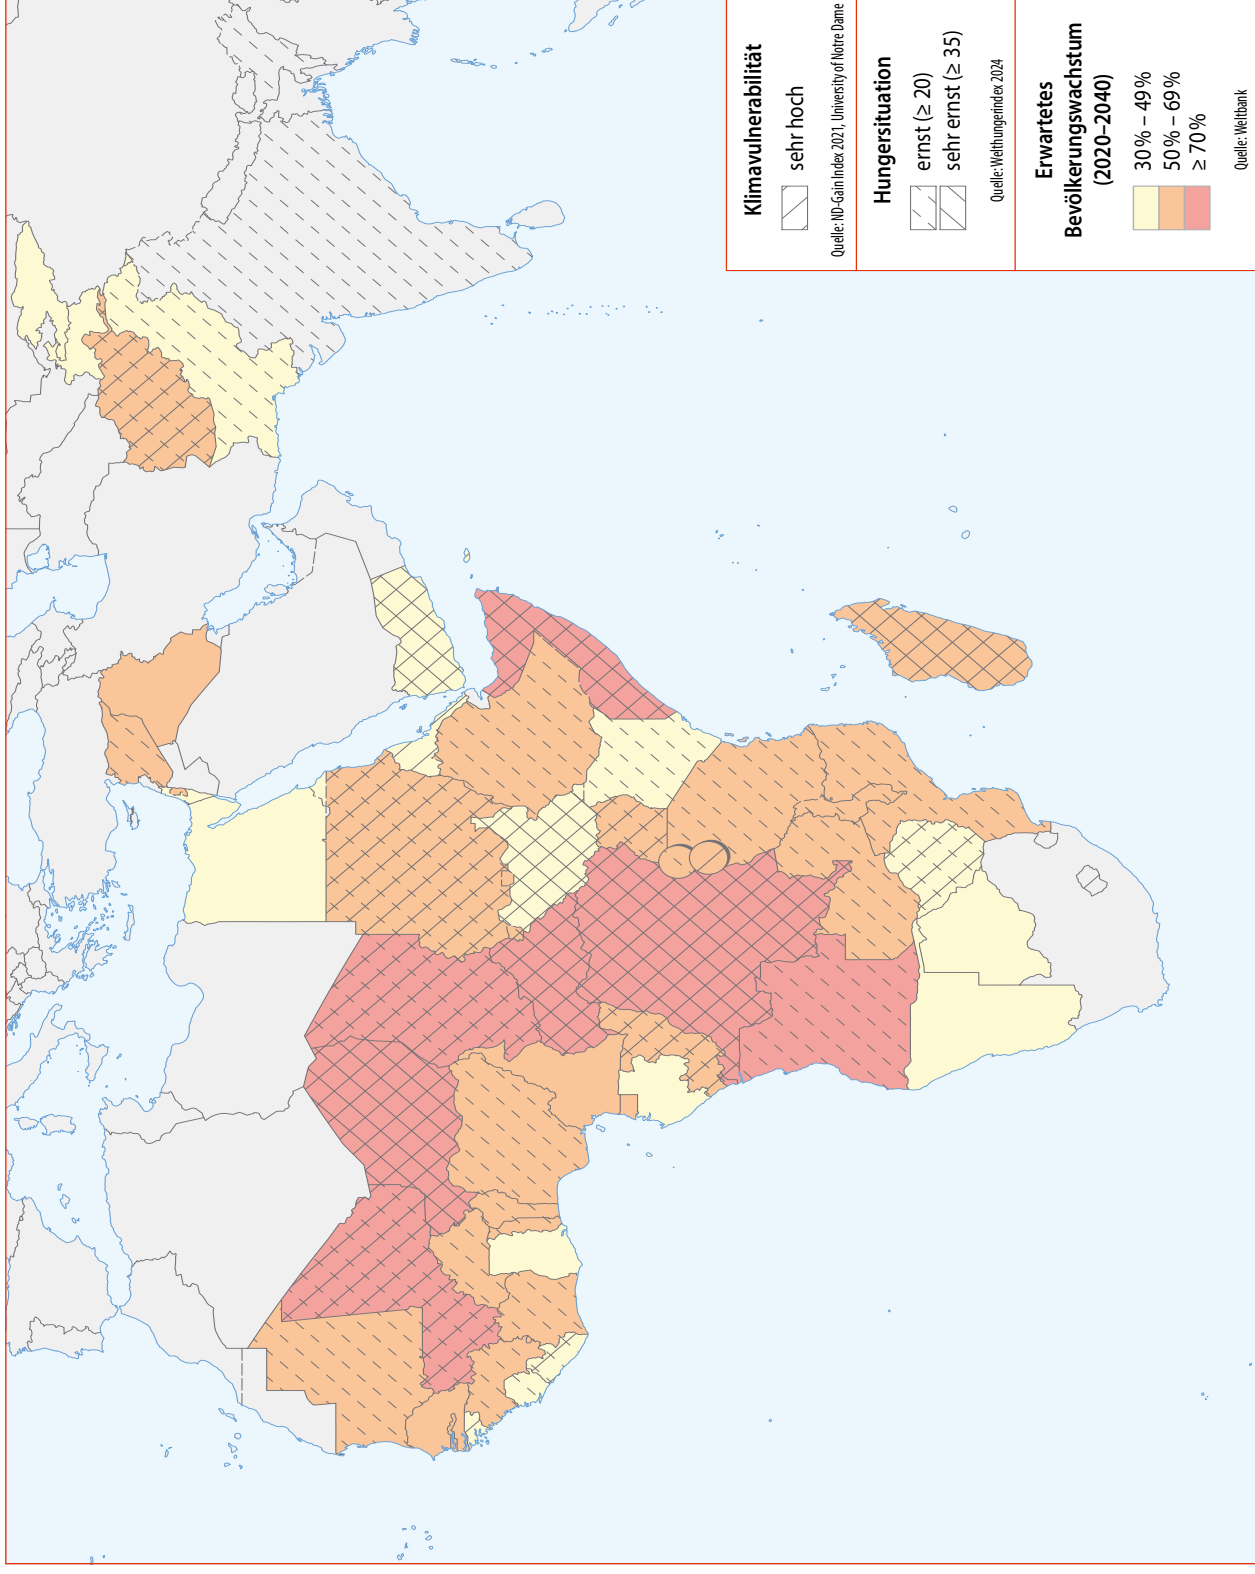 Klimavulnerabilität
sehr hoch
Quelle: ND-Gain Index 2021, University of Notre Dame
Hungersituation
ernst (≥ 20)
sehr ernst (≥ 35)
Quelle: Welthungerindex 2024
Erwartetes
Bevölkerungswachstum
(2020–2040)
30 % – 49 %
50 % – 69 %
≥ 70 %
Quelle: Weltbank